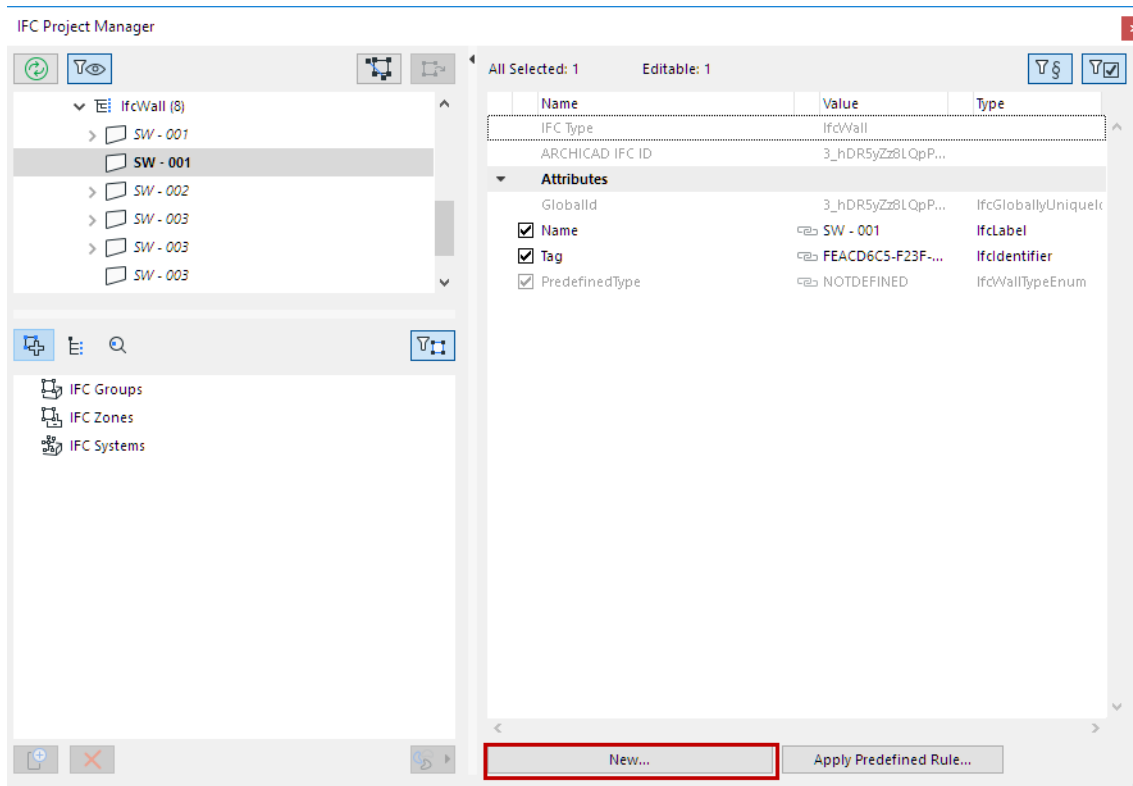 IFC Project Manager
All Selected: 1 Editable: 1
IfcWall (8)
SW - 001
SW - 001
SW - 002
SW - 003
SW - 003
SW - 003
IFC Groups
IFC Zones
IFC Systems
Name Value Type
IFC Type IfcWall
ARCHICAD IFC ID 3_hDR5yZz8LQpP...
Attributes
GlobalId 3_hDR5yZz8LQpP... IfcGloballyUniqueId
Name SW - 001 IfcLabel
Tag FEACD6C5-F23F-... IfcIdentifier
PredefinedType NOTDEFINED IfcWallTypeEnum
New... Apply Predefined Rule...